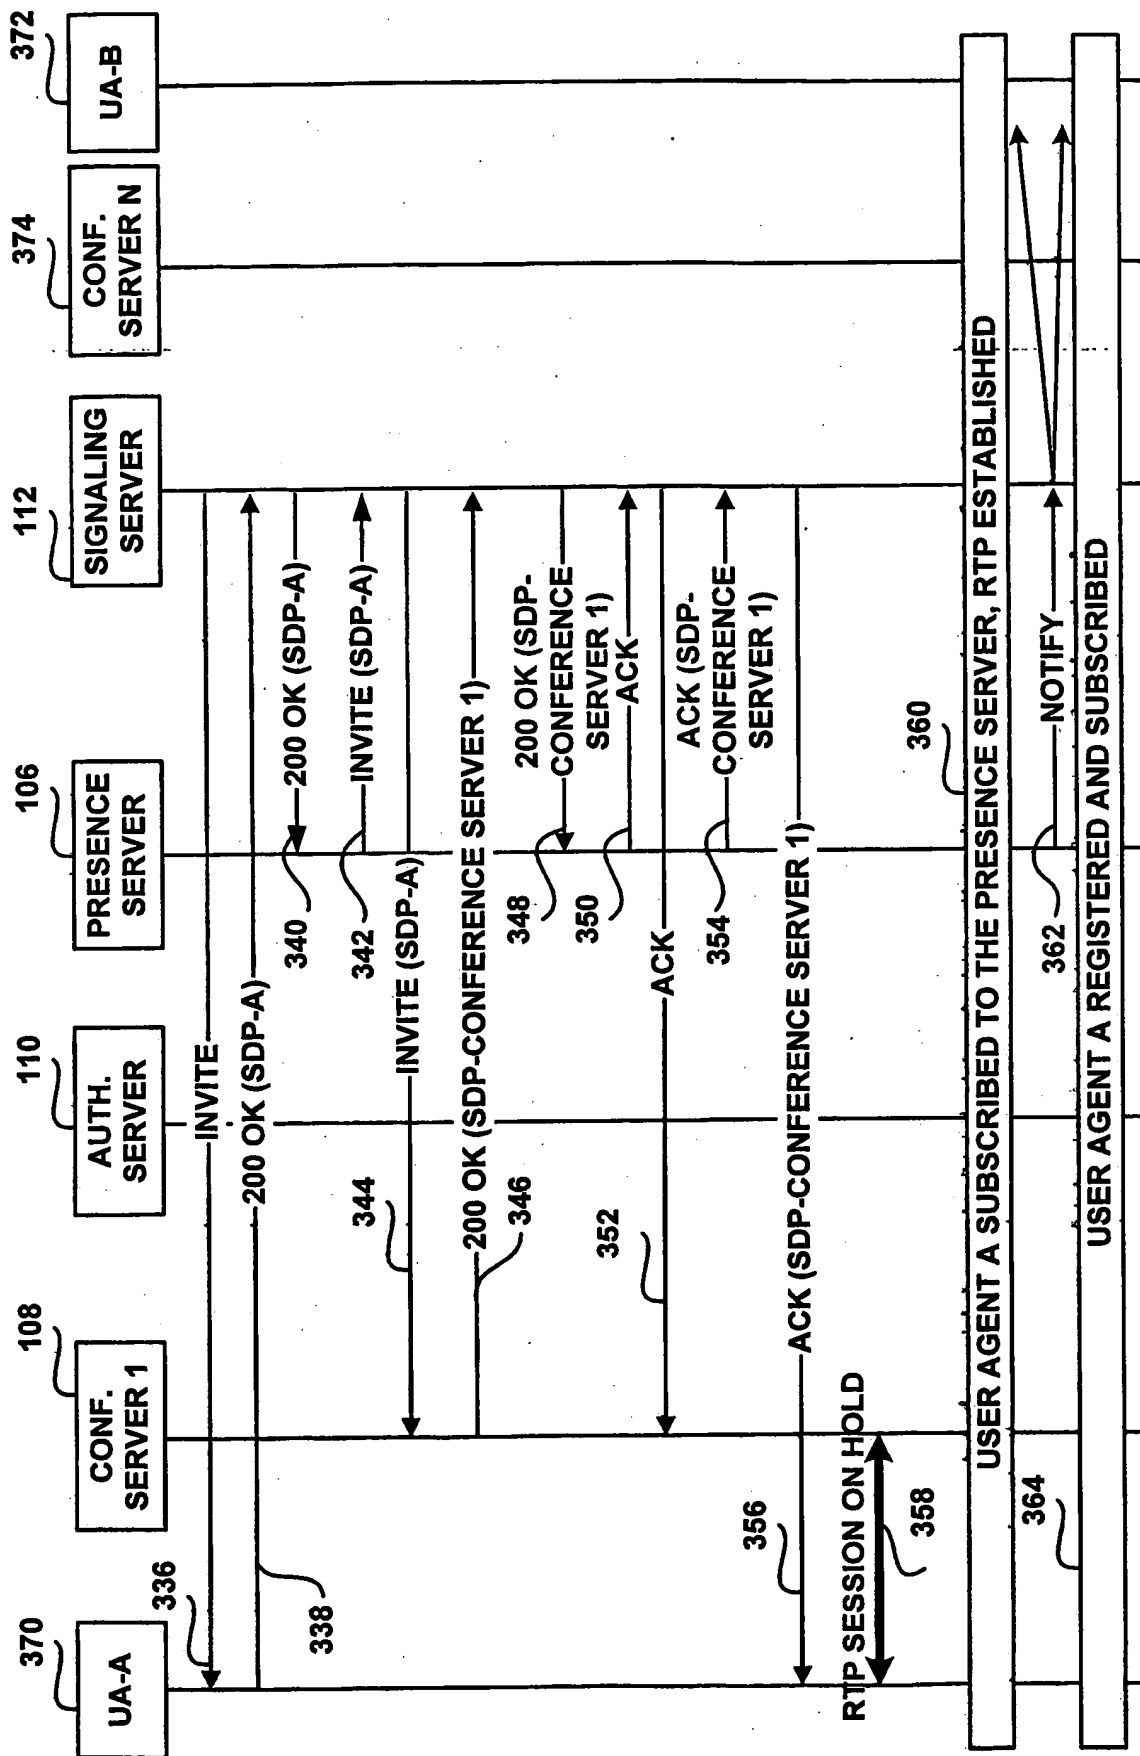 370
UA-A
108
CONF.
SERVER 1
110
AUTH.
SERVER
106
PRESENCE
SERVER
112
SIGNALING
SERVER
374
CONF.
SERVER N
372
UA-B
336
INVITE
338
200 OK (SDP-A)
340
200 OK (SDP-A)
342
INVITE (SDP-A)
344
INVITE (SDP-A)
346
200 OK (SDP-CONFERENCE SERVER 1)
348
200 OK (SDP-
CONFERENCE
SERVER 1)
350
ACK
352
ACK
354
ACK (SDP-
CONFERENCE
SERVER 1)
356
ACK (SDP-CONFERENCE SERVER 1)
RTP SESSION ON HOLD
358
360
USER AGENT A SUBSCRIBED TO THE PRESENCE SERVER, RTP ESTABLISHED
362
NOTIFY
364
USER AGENT A REGISTERED AND SUBSCRIBED